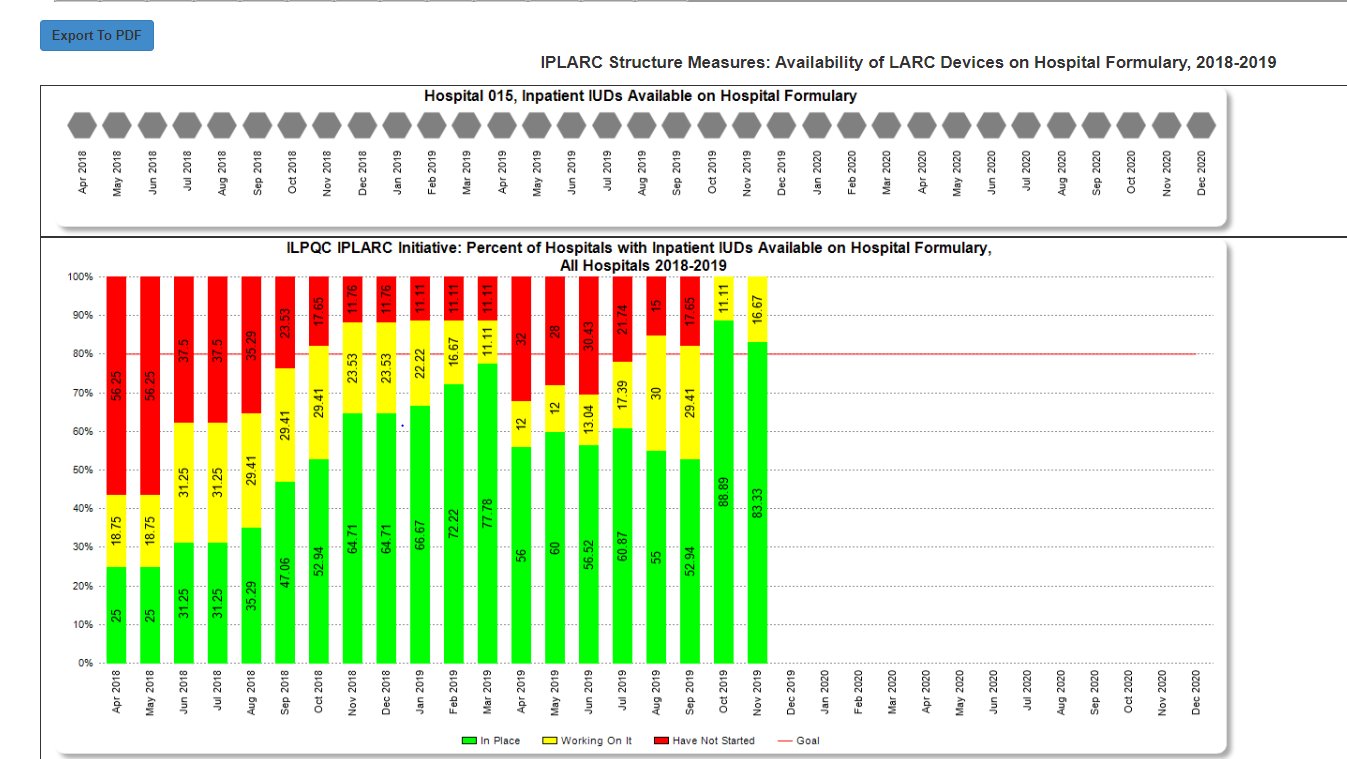 Export To PDF
IPLARC Structure Measures: Availability of LARC Devices on Hospital Formulary, 2018-2019
Hospital 015, Inpatient IUDs Available on Hospital Formulary
Apr 2018 May 2018 Jun 2018 Jul 2018 Aug 2018 Sep 2018 Oct 2018 Nov 2018 Dec 2018 Jan 2019 Feb 2019 Mar 2019 Apr 2019 May 2019 Jun 2019 Jul 2019 Aug 2019 Sep 2019 Oct 2019 Nov 2019 Dec 2019 Jan 2020 Feb 2020 Mar 2020 Apr 2020 May 2020 Jun 2020 Jul 2020 Aug 2020 Sep 2020 Oct 2020 Nov 2020 Dec 2020
ILPQC IPLARC Initiative: Percent of Hospitals with Inpatient IUDs Available on Hospital Formulary,
All Hospitals 2018-2019
100%
90%
80%
70%
60%
50%
40%
30%
20%
10%
0%
56.25 56.25 37.5 37.5 35.29 23.53 17.65 11.76 11.76 11.11 11.11 11.11 32 28 30.43 21.74 15 17.65
18.75 18.75 31.25 31.25 29.41 29.41 29.41 23.53 23.53 22.22 16.67 11.11 12 12 13.04 17.39 30 29.41 11.11 16.67
25 25 31.25 31.25 35.29 47.06 52.94 64.71 64.71 66.67 72.22 77.78 56 60 56.52 60.87 55 52.94 88.89 83.33
Apr 2018 May 2018 Jun 2018 Jul 2018 Aug 2018 Sep 2018 Oct 2018 Nov 2018 Dec 2018 Jan 2019 Feb 2019 Mar 2019 Apr 2019 May 2019 Jun 2019 Jul 2019 Aug 2019 Sep 2019 Oct 2019 Nov 2019 Dec 2019 Jan 2020 Feb 2020 Mar 2020 Apr 2020 May 2020 Jun 2020 Jul 2020 Aug 2020 Sep 2020 Oct 2020 Nov 2020 Dec 2020
In Place Working On It Have Not Started Goal